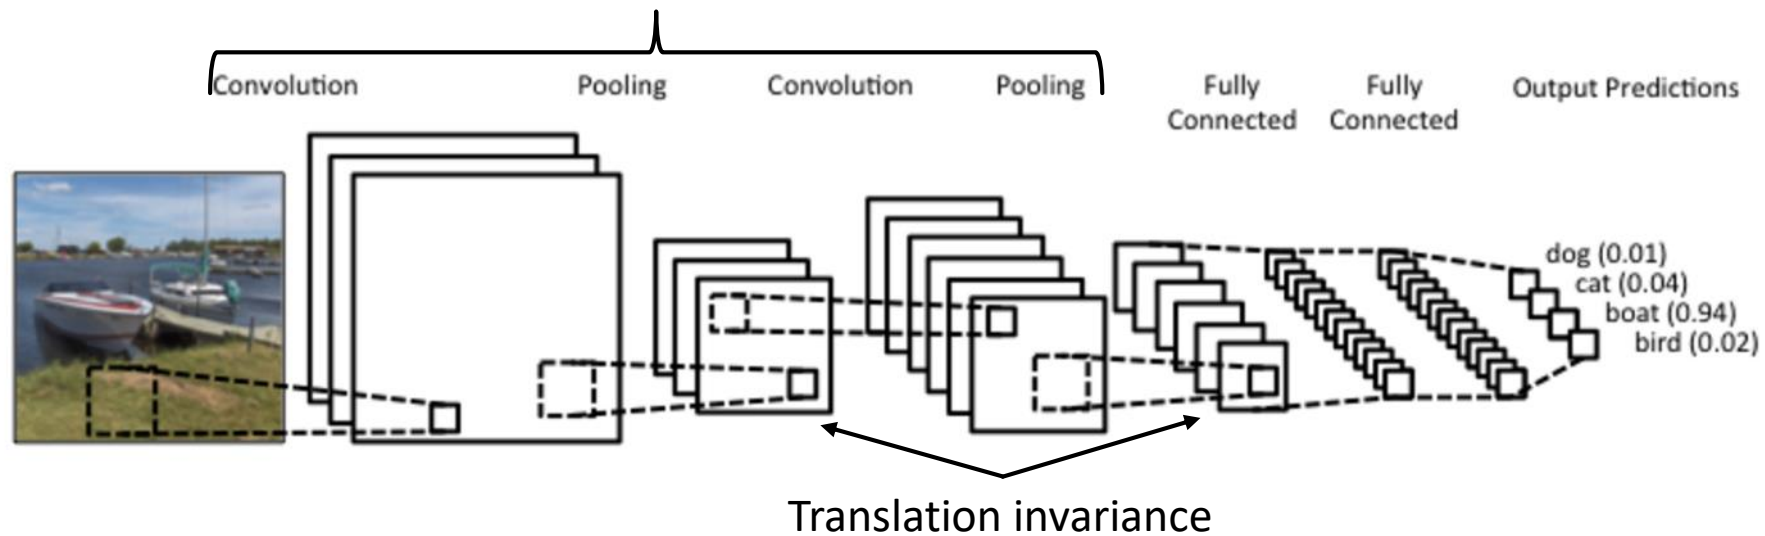 Convolution
Pooling
Convolution
Pooling
Fully
Connected
Fully
Connected
Output Predictions
dog (0.01)
cat (0.04)
boat (0.94)
bird (0.02)
Translation invariance